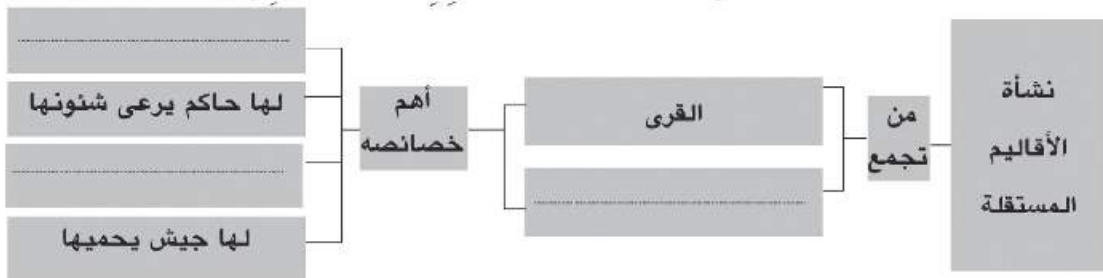 نشأة
الأقاليم
المستقلة
من
تجمع
القرى
................................................
أهم
خصائصه
................................................
لها حاكم يرعى شئونها
................................................
لها جيش يحميها